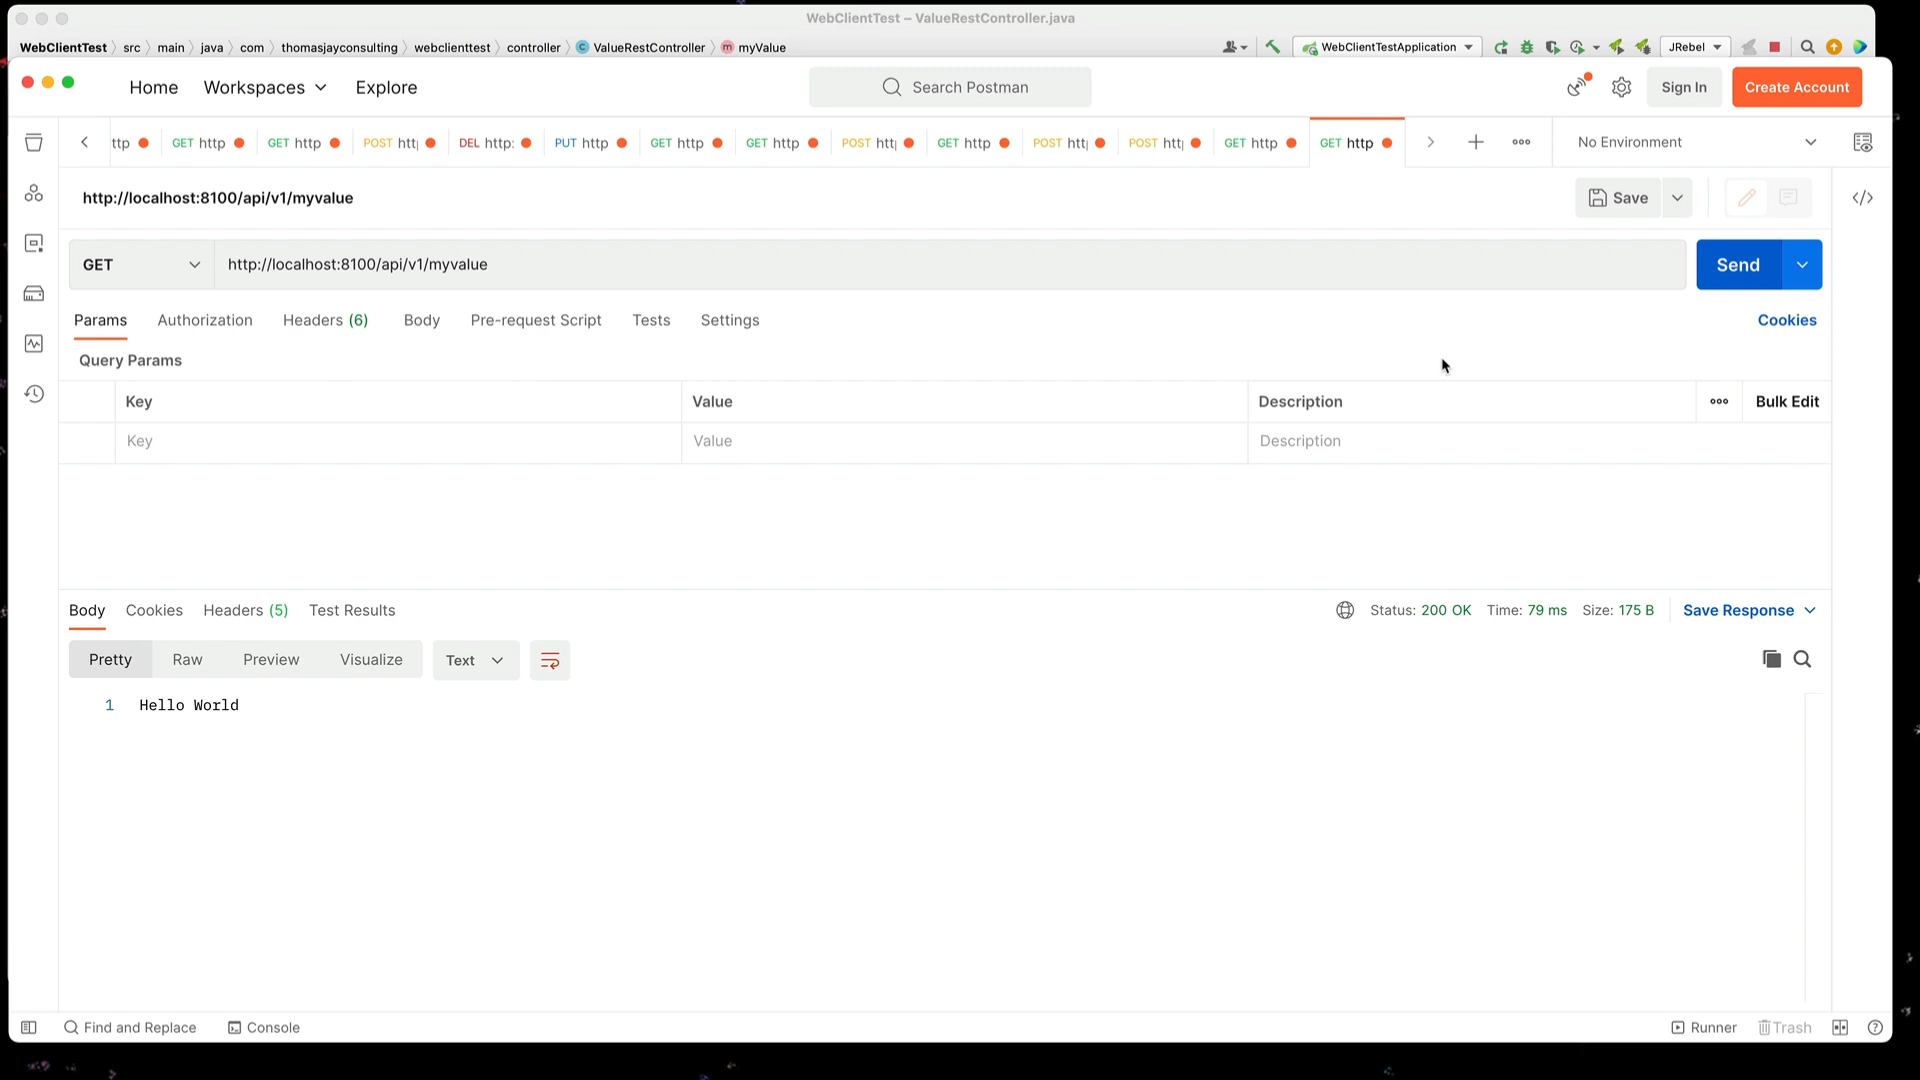 WebClientTest – ValueRestController.java
WebClientTest src main java com thomasjayconsulting webclienttest controller C ValueRestController m myValue WebClientTestApplication JRebel
Home Workspaces Explore Search Postman Sign In Create Account
ttp GET http GET http POST htt DEL http: PUT http GET http GET http POST htt GET http POST htt POST htt GET http GET http No Environment
http://localhost:8100/api/v1/myvalue Save
GET http://localhost:8100/api/v1/myvalue Send
Params Authorization Headers (6) Body Pre-request Script Tests Settings Cookies
Query Params
Key Value Description Bulk Edit
Key Value Description
Body Cookies Headers (5) Test Results Status: 200 OK Time: 79 ms Size: 175 B Save Response
Pretty Raw Preview Visualize Text
1 Hello World
Find and Replace Console Runner Trash